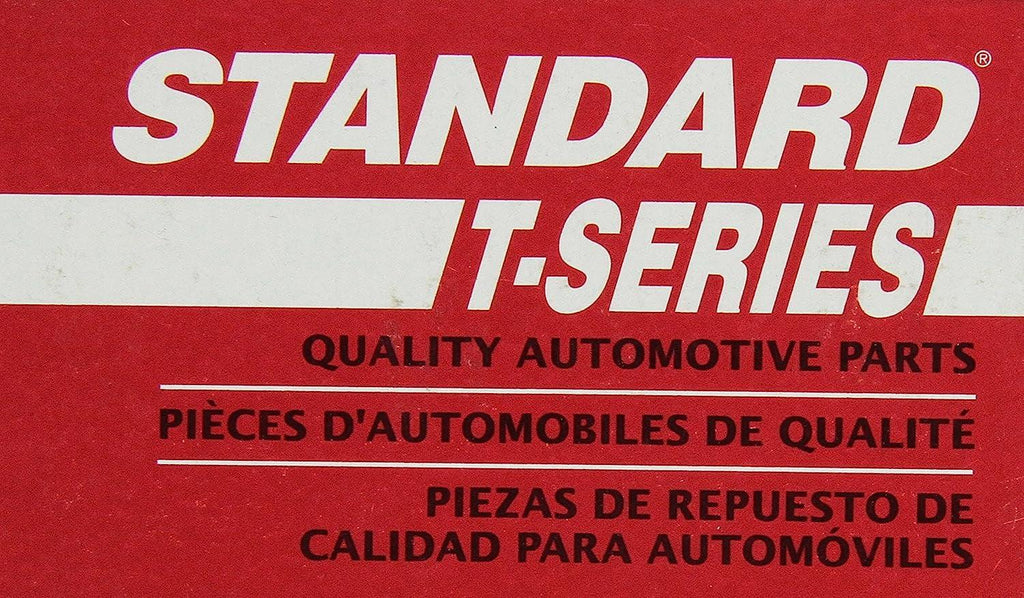 STANDARD®
T-SERIES
QUALITY AUTOMOTIVE PARTS
PIÈCES D'AUTOMOBILES DE QUALITÉ
PIEZAS DE REPUESTO DE
CALIDAD PARA AUTOMÓVILES